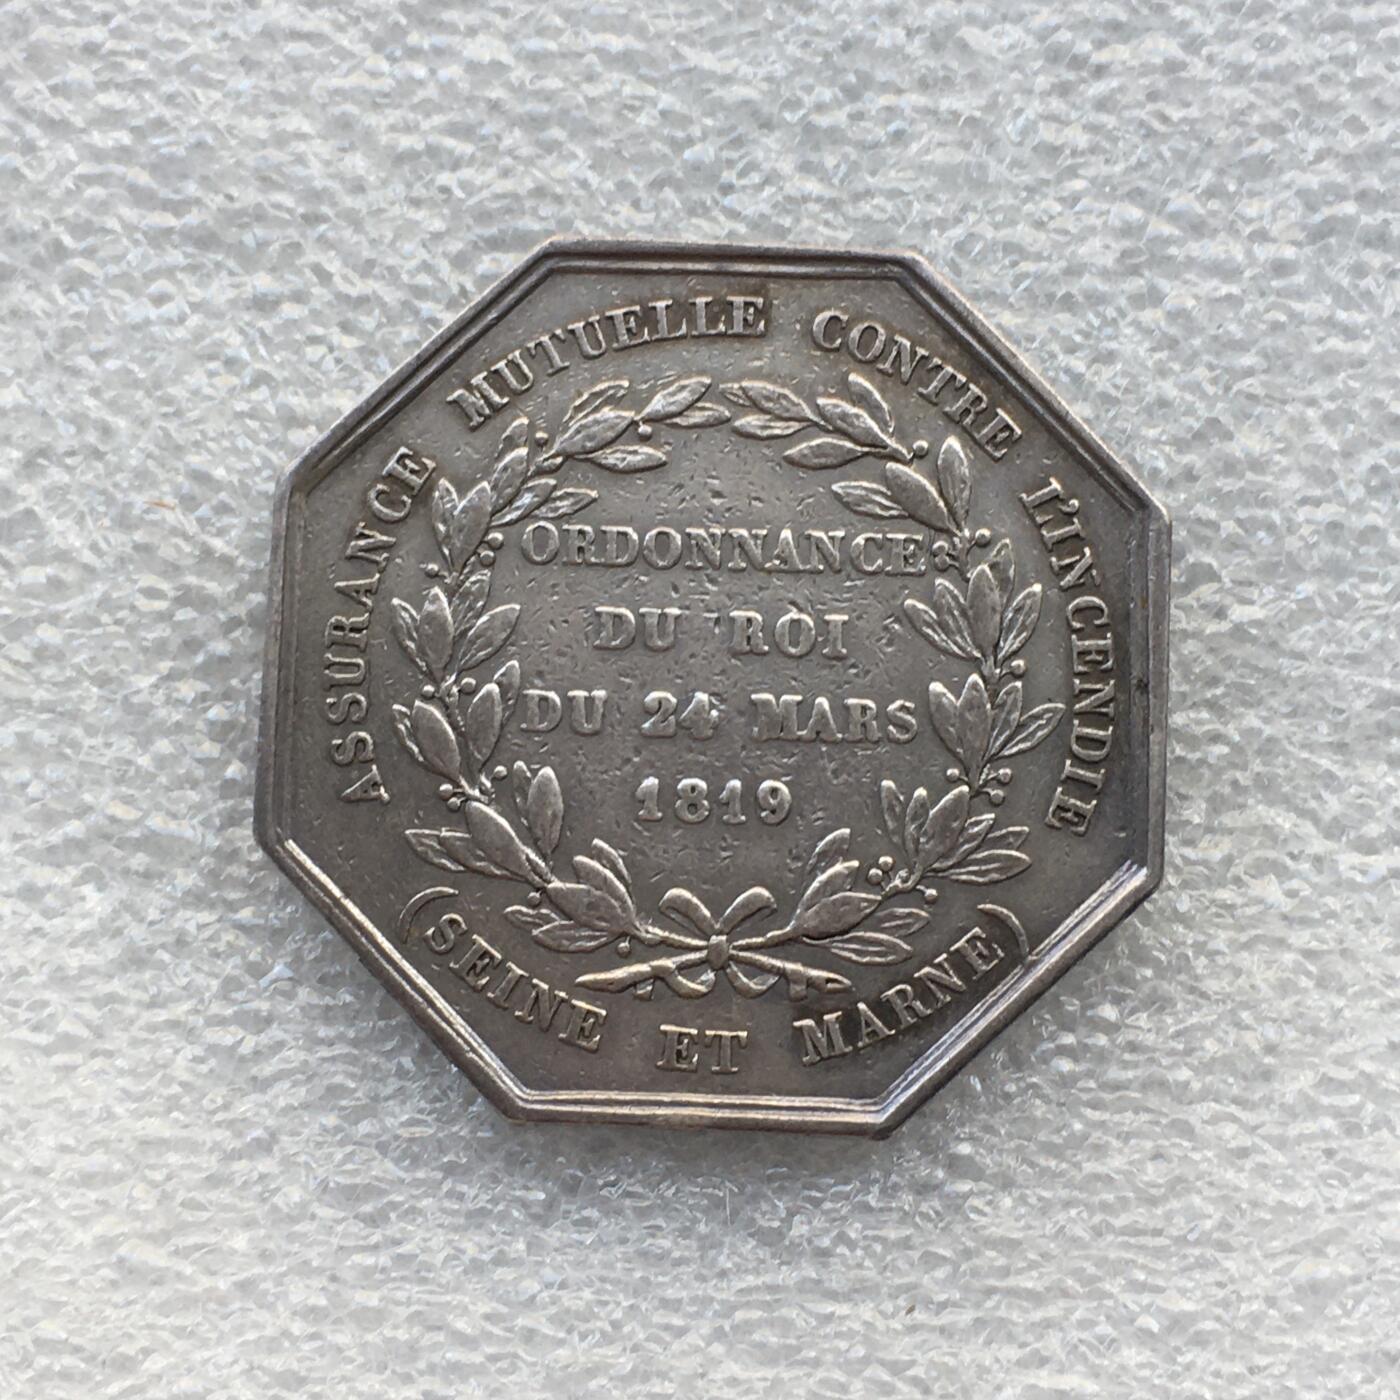 ASSURANCE MUTUELLE CONTRE L'INCENDIE
ORDONNANCE
DU ROI
DU 24 MARS
1819
(SEINE ET MARNE)